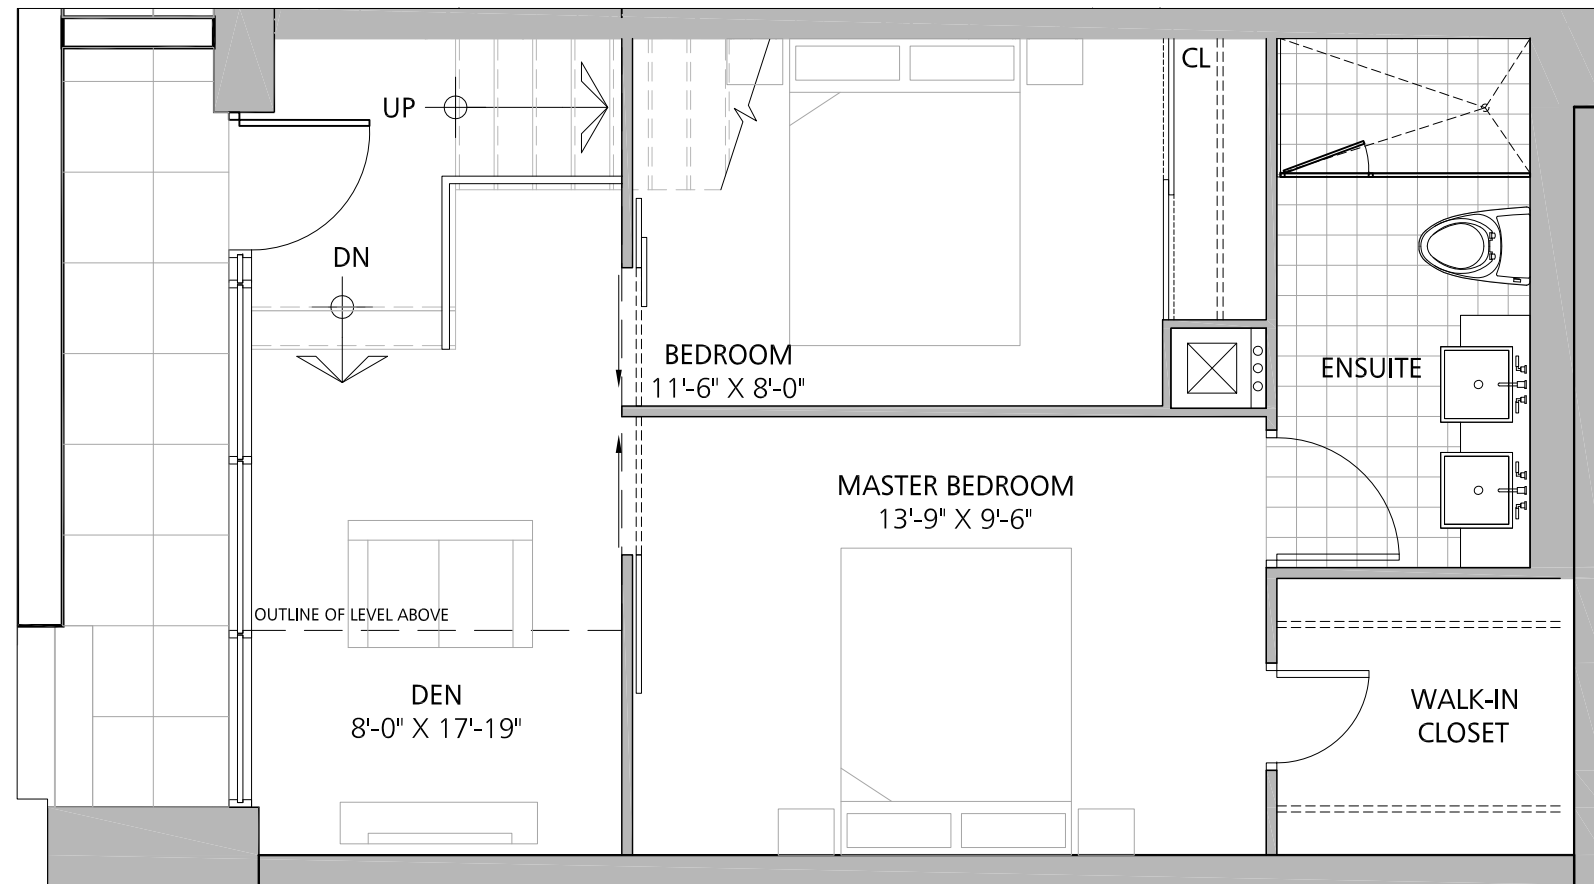 CL
UP
DN
BEDROOM
11'-6" X 8'-0"
ENSUITE
MASTER BEDROOM
13'-9" X 9'-6"
OUTLINE OF LEVEL ABOVE
DEN
8'-0" X 17'-19"
WALK-IN
CLOSET